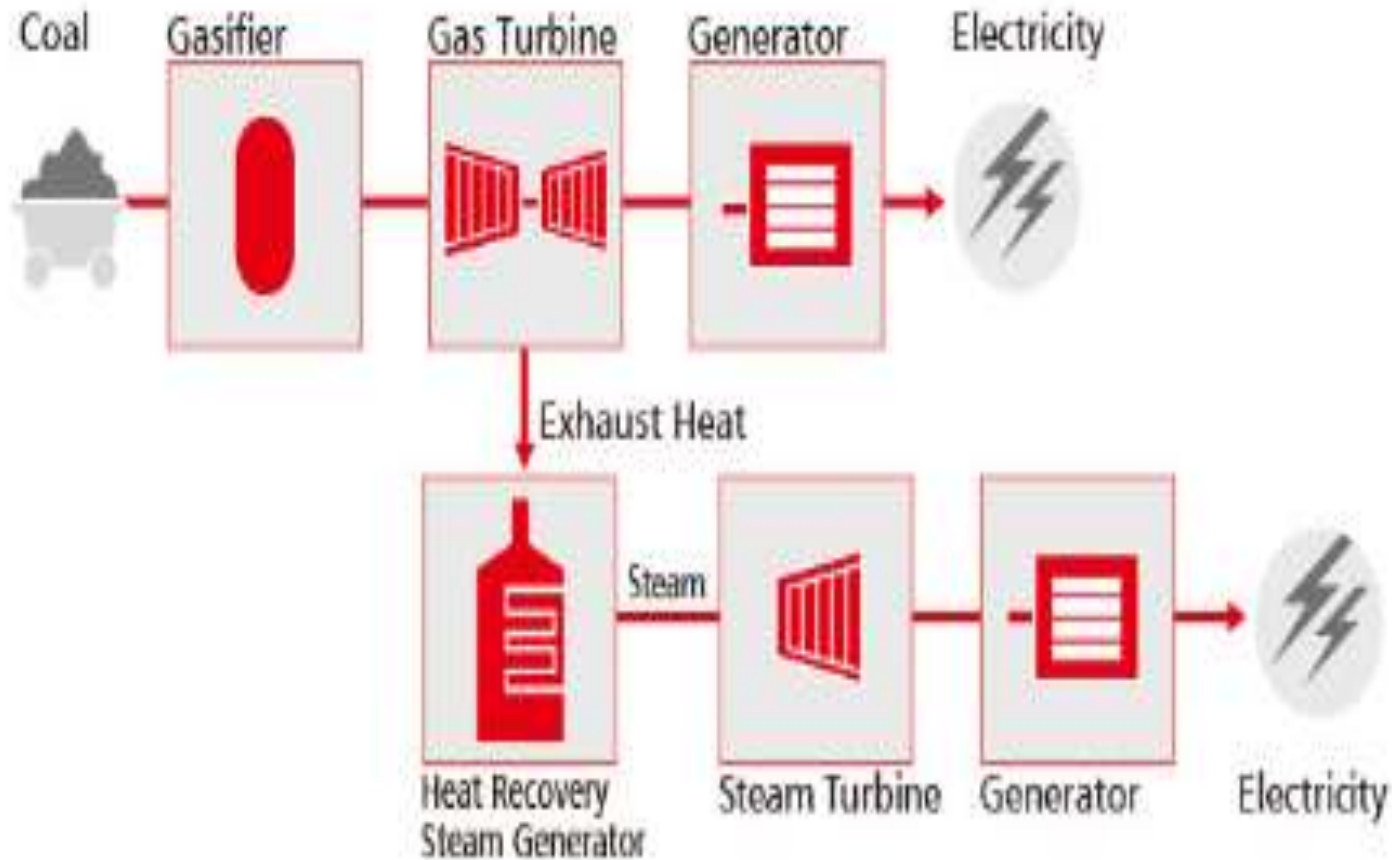 Coal
Gasifier
Gas Turbine
Generator
Electricity
Exhaust Heat
Steam
Heat Recovery
Steam Generator
Steam Turbine
Generator
Electricity